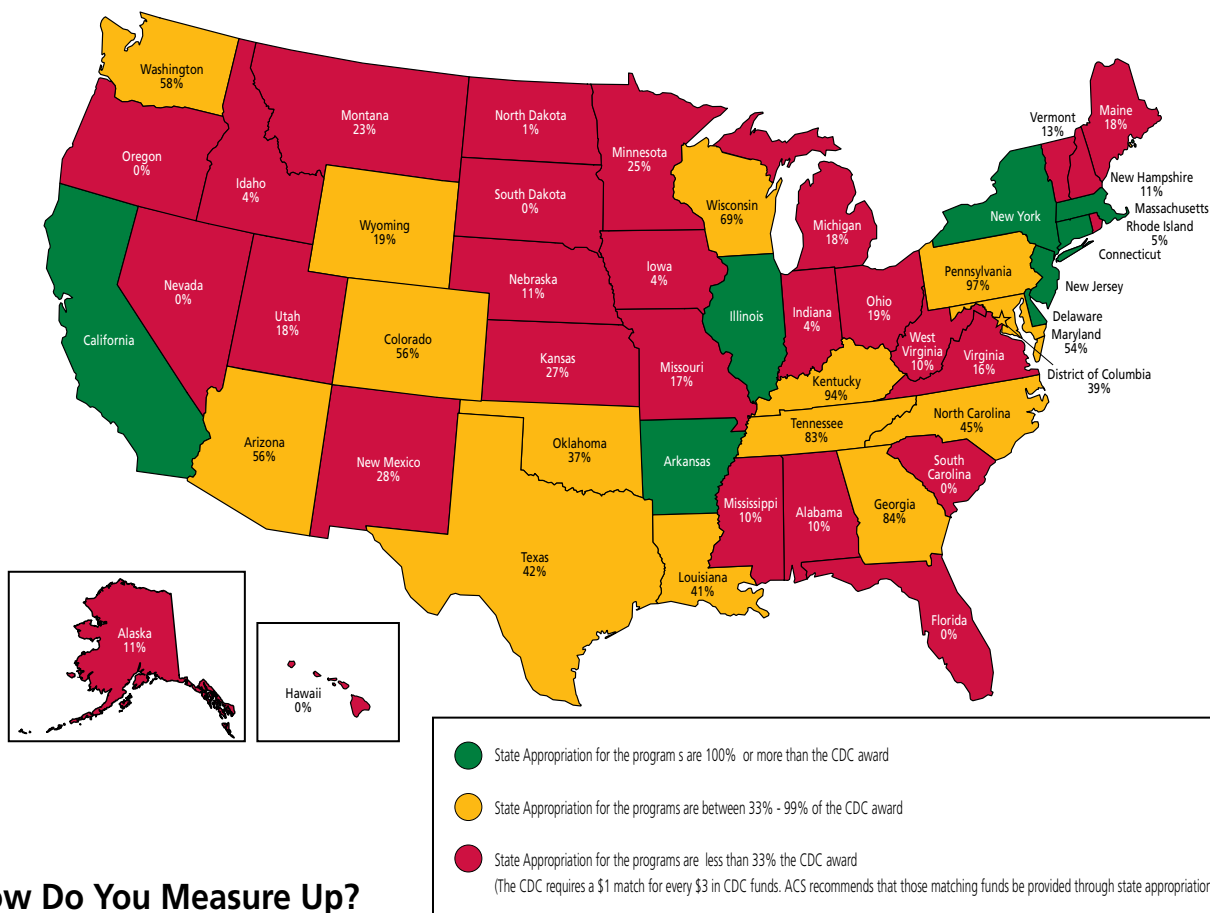 Washington
58%
Oregon
0%
Idaho
4%
Montana
23%
North Dakota
1%
Minnesota
25%
South Dakota
0%
Wisconsin
69%
Wyoming
19%
Michigan
18%
Vermont
13%
Maine
18%
New Hampshire
11%
Massachusetts
Rhode Island
5%
Connecticut
New York
New Jersey
Pennsylvania
97%
Delaware
Maryland
54%
District of Columbia
39%
Nevada
0%
Utah
18%
California
Colorado
56%
Nebraska
11%
Iowa
4%
Illinois
Indiana
4%
Ohio
19%
West
Virginia
10%
Virginia
16%
Kansas
27%
Missouri
17%
Kentucky
94%
Tennessee
83%
North Carolina
45%
Arizona
56%
New Mexico
28%
Oklahoma
37%
Arkansas
South
Carolina
0%
Mississippi
10%
Alabama
10%
Georgia
84%
Texas
42%
Louisiana
41%
Florida
0%
Alaska
11%
Hawaii
0%
State Appropriation for the program s are 100% or more than the CDC award
State Appropriation for the programs are between 33% - 99% of the CDC award
State Appropriation for the programs are less than 33% the CDC award
(The CDC requires a $1 match for every $3 in CDC funds. ACS recommends that those matching funds be provided through state appropriation
ow Do You Measure Up?